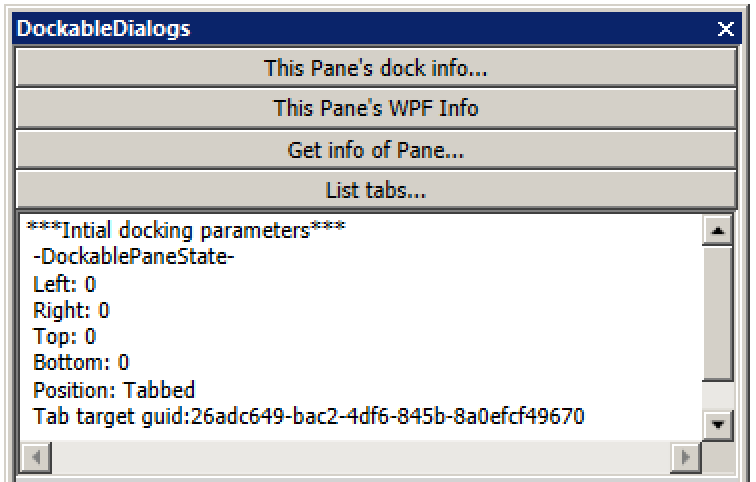 DockableDialogs
This Pane's dock info...
This Pane's WPF Info
Get info of Pane...
List tabs...
***Intial docking parameters***
-DockablePaneState-
Left: 0
Right: 0
Top: 0
Bottom: 0
Position: Tabbed
Tab target guid:26adc649-bac2-4df6-845b-8a0efcf49670